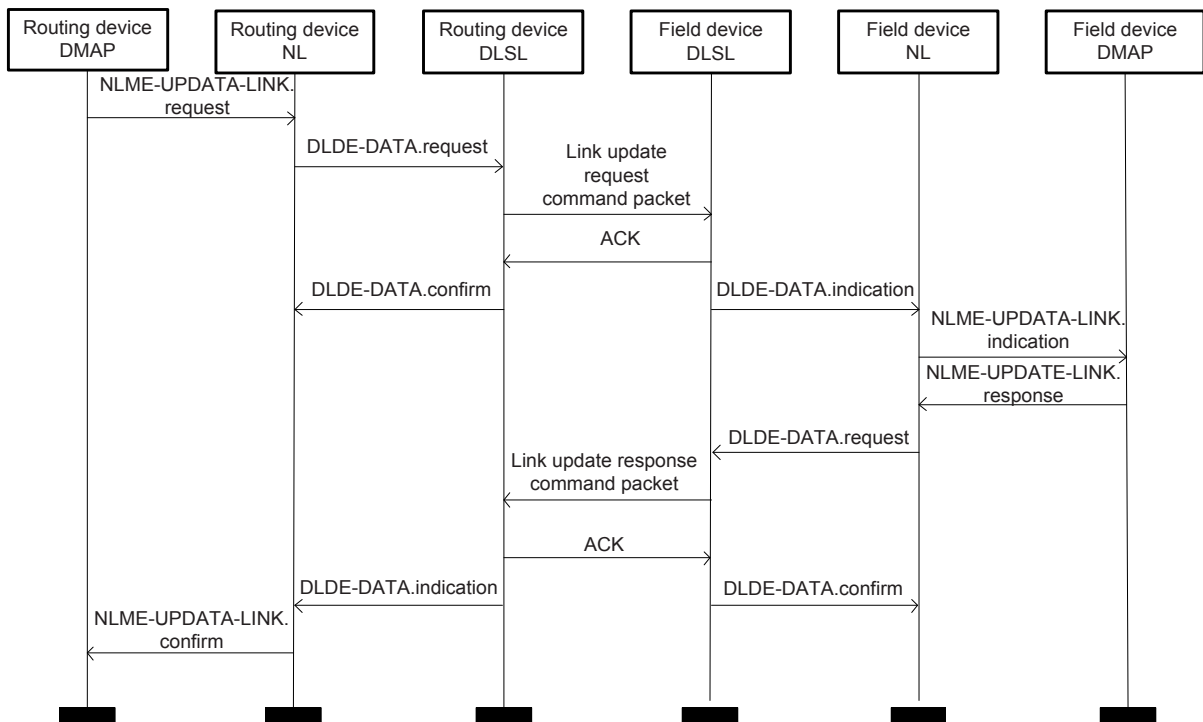 Routing device
DMAP
Routing device
NL
Routing device
DLSL
Field device
DLSL
Field device
NL
Field device
DMAP
NLME-UPDATA-LINK.
request
DLDE-DATA.request
Link update
request
command packet
ACK
DLDE-DATA.confirm
DLDE-DATA.indication
NLME-UPDATA-LINK.
indication
NLME-UPDATE-LINK.
response
DLDE-DATA.request
Link update response
command packet
ACK
DLDE-DATA.indication
DLDE-DATA.confirm
NLME-UPDATA-LINK.
confirm